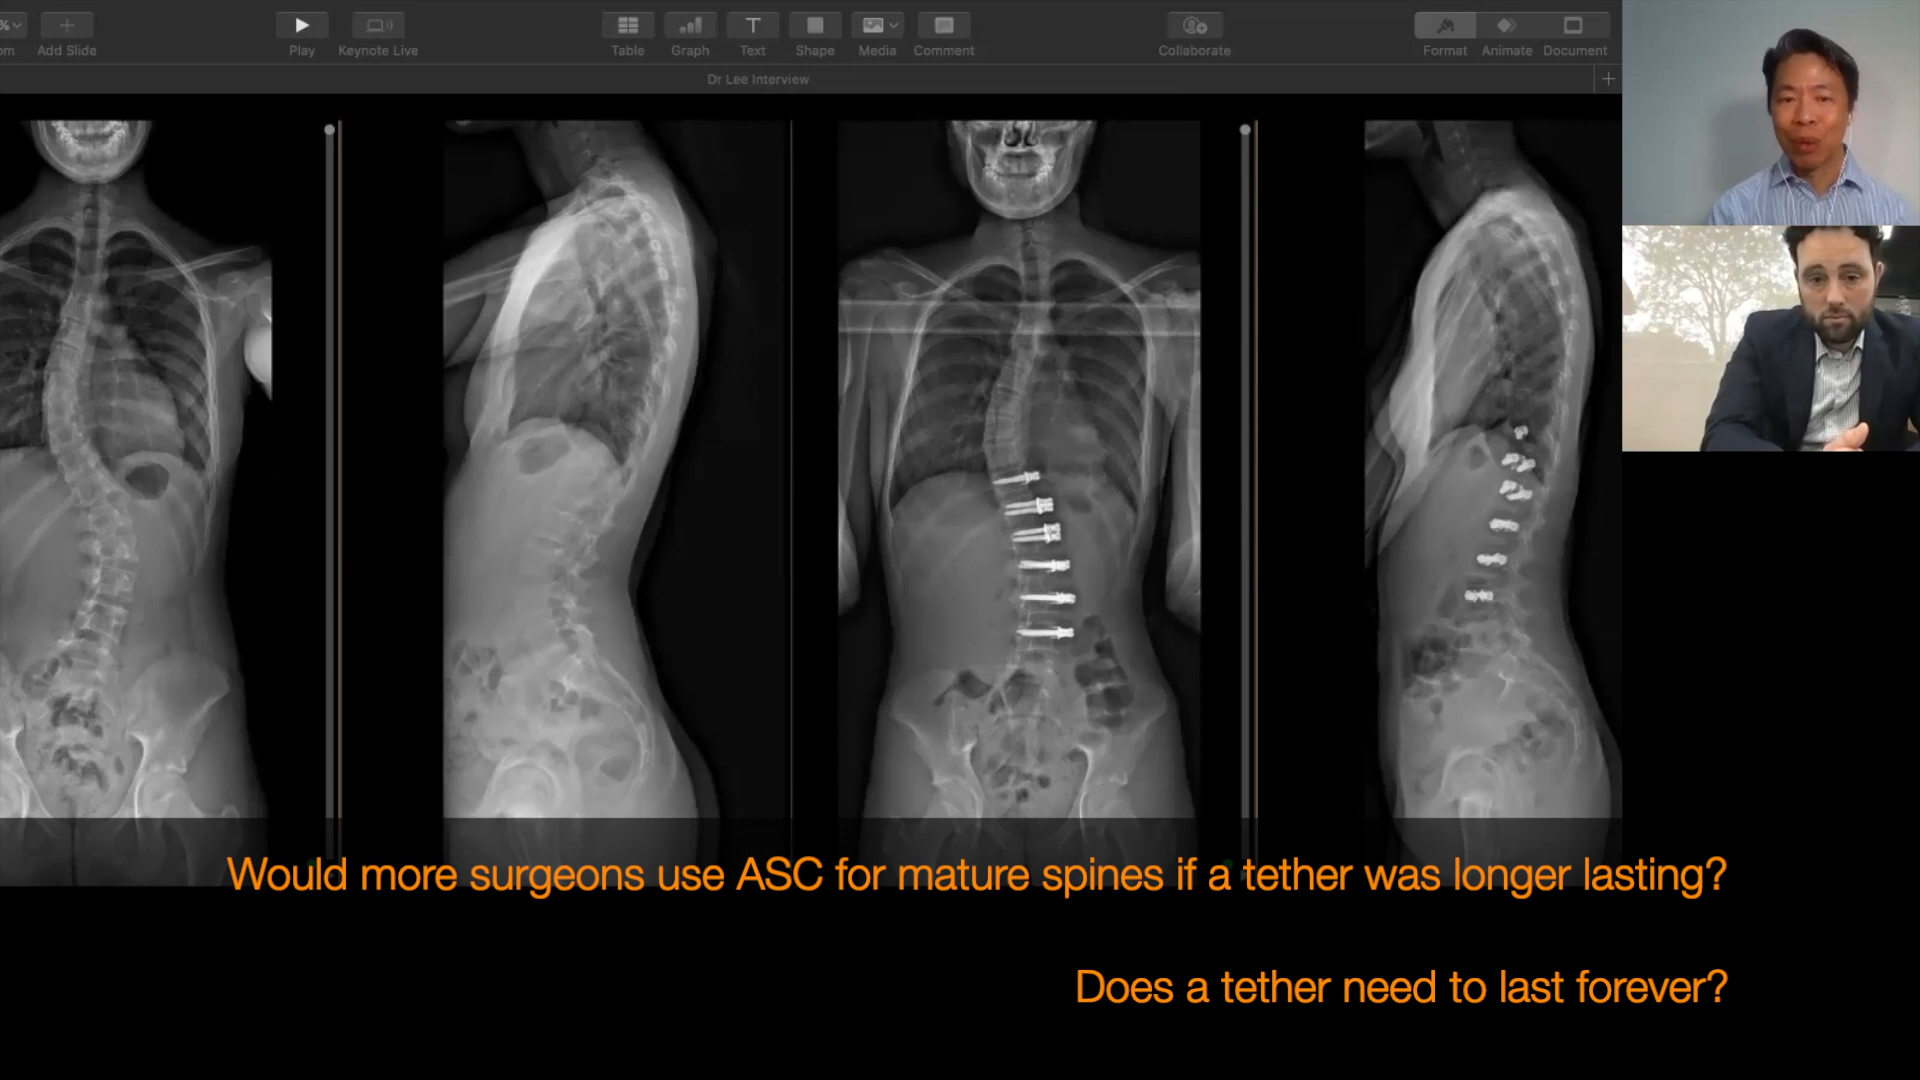 %
om
Add Slide
Play
Keynote Live
Table
Graph
Text
Shape
Media
Comment
Collaborate
Format
Animate
Document
Dr Lee Interview
Would more surgeons use ASC for mature spines if a tether was longer lasting?
Does a tether need to last forever?